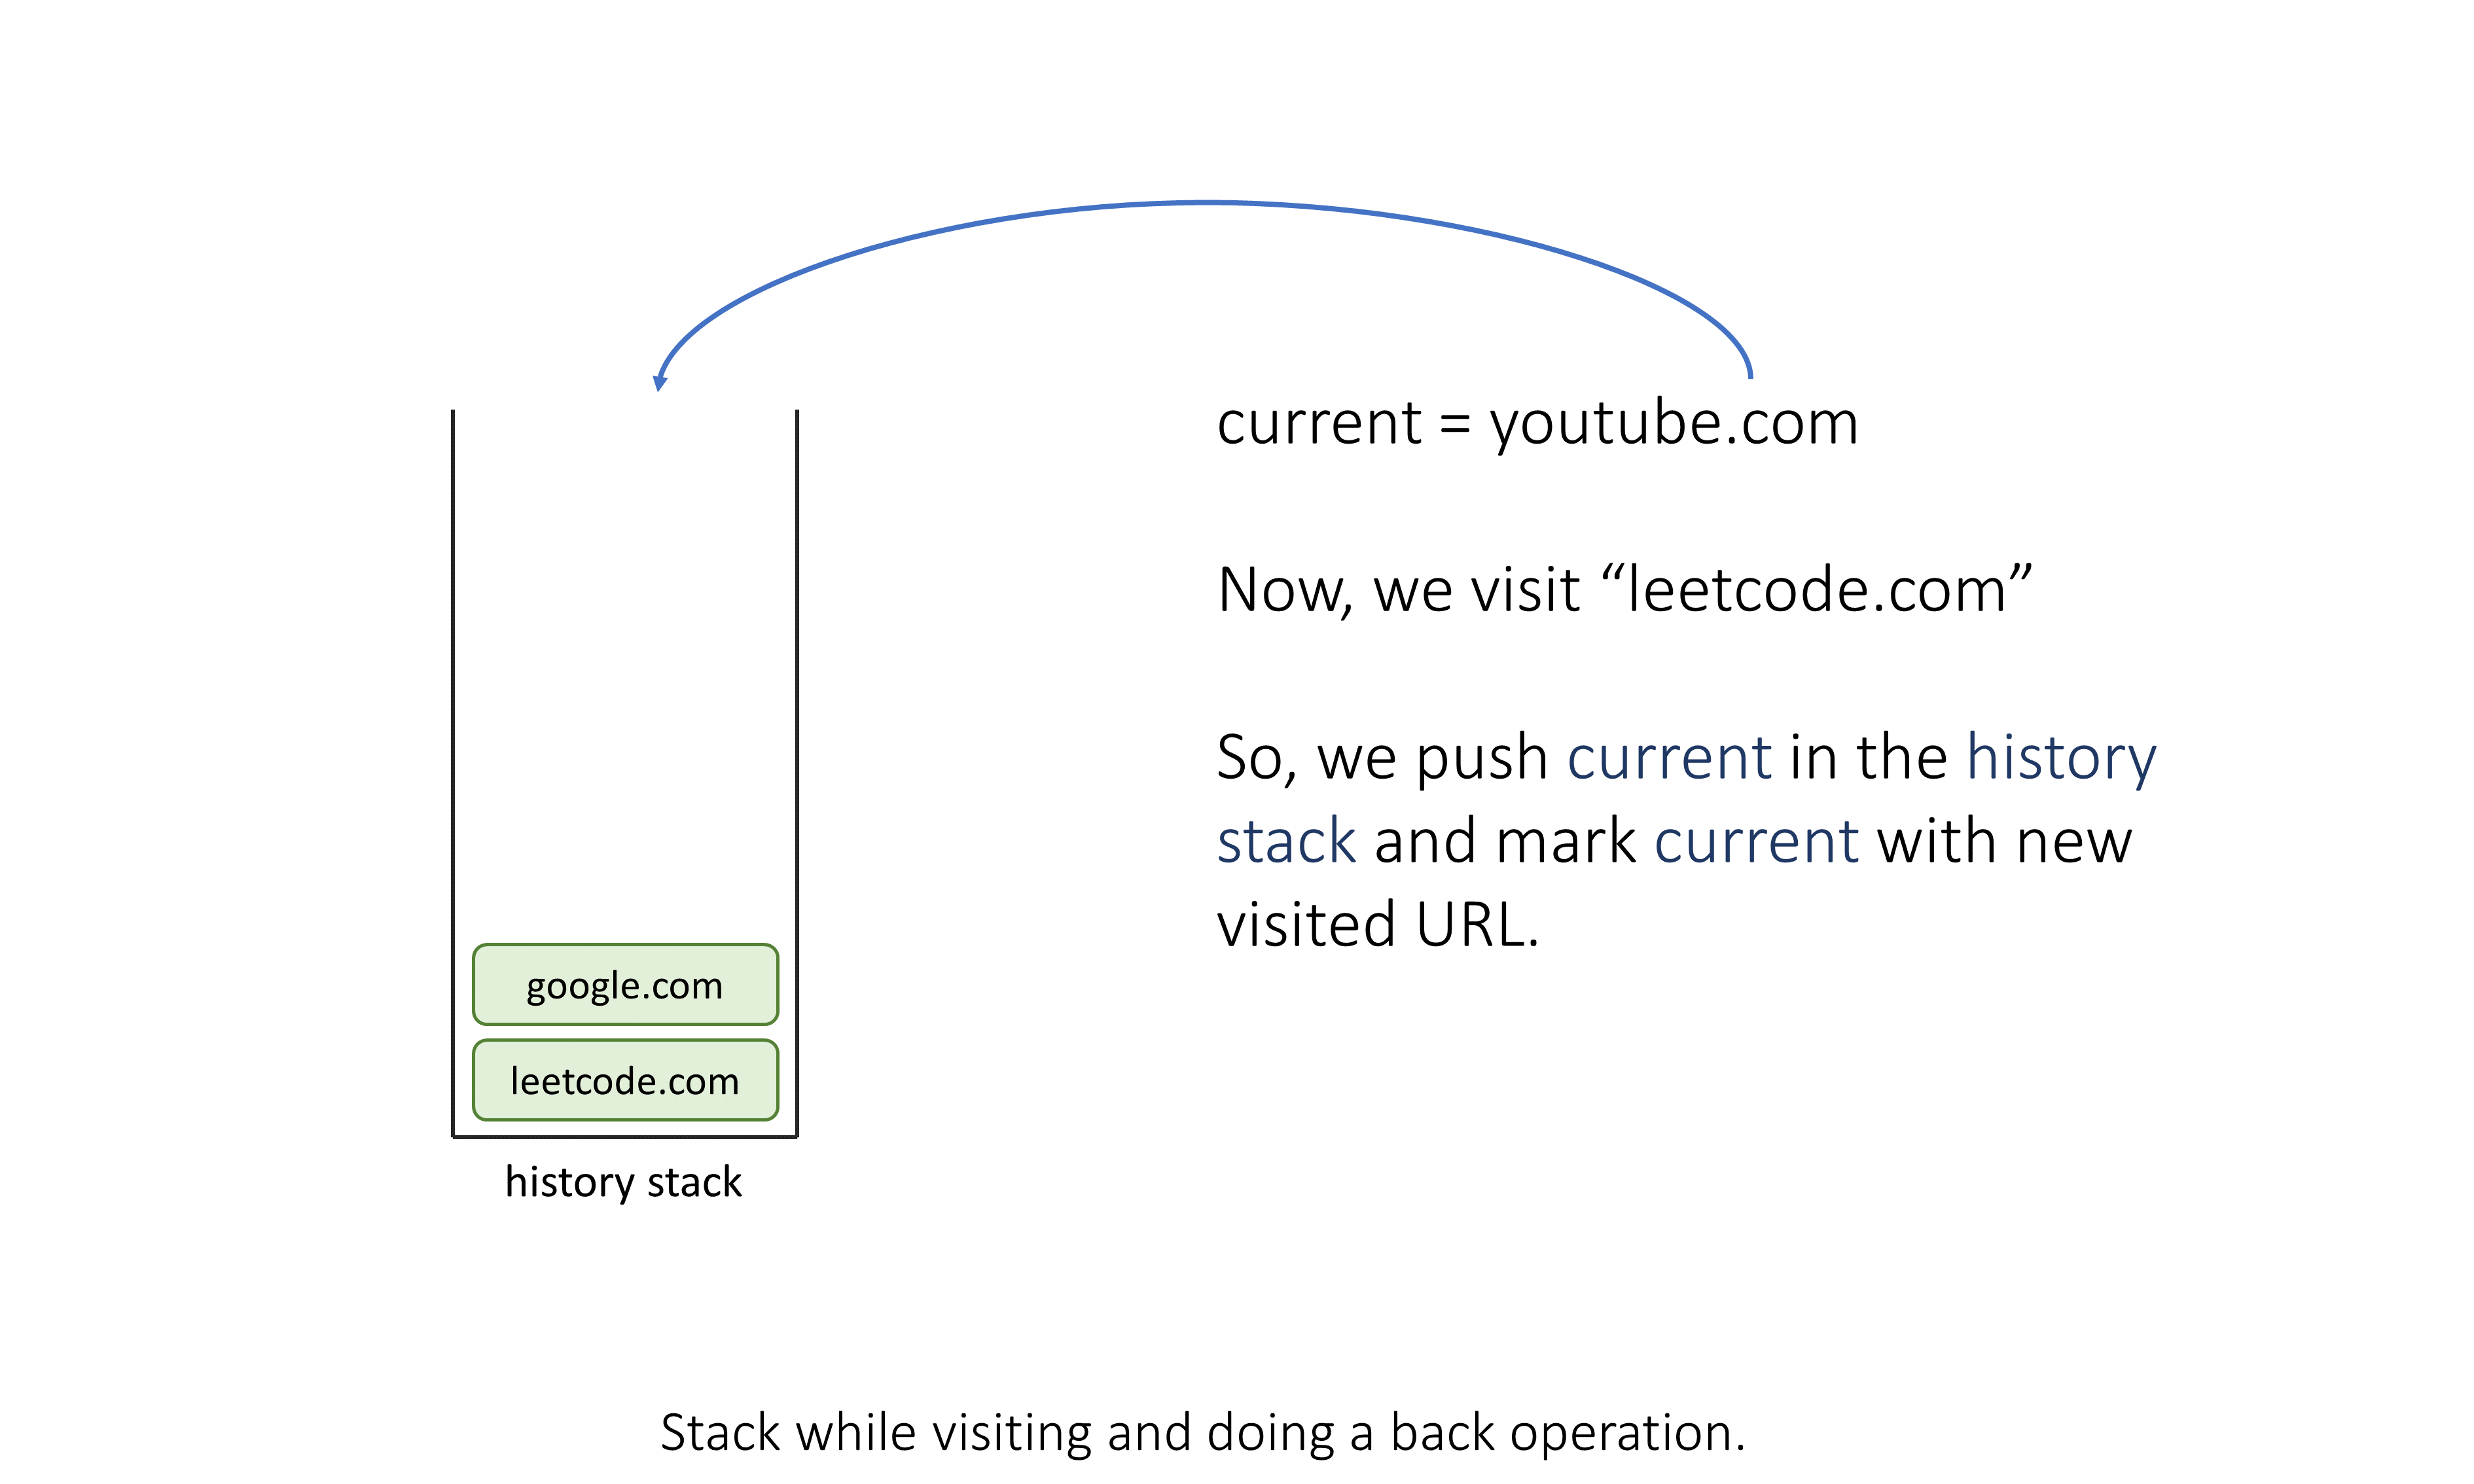 current = youtube.com
Now, we visit “leetcode.com”
So, we push current in the history
stack and mark current with new
visited URL.
google.com
leetcode.com
history stack
Stack while visiting and doing a back operation.